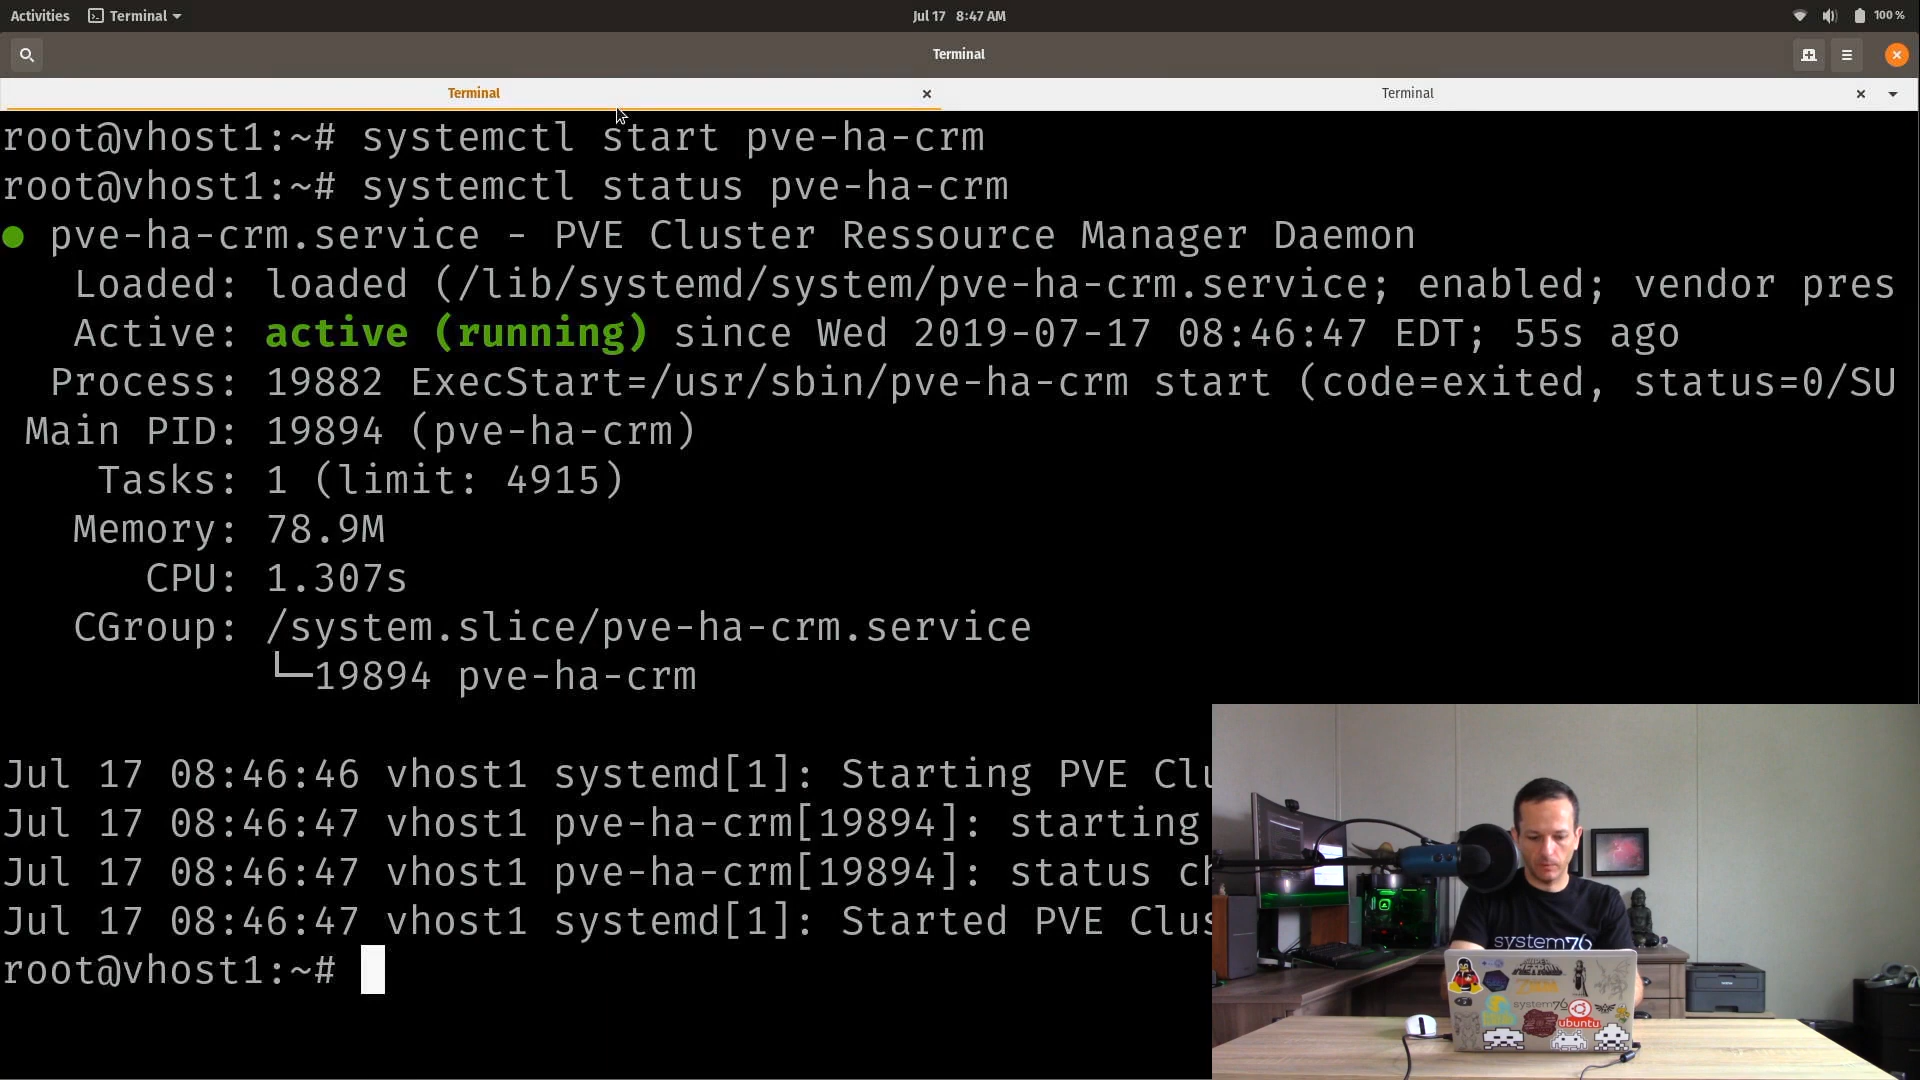 Activities Terminal Jul 17 8:47 AM 100 %
Terminal
Terminal Terminal
root@vhost1:~# systemctl start pve-ha-crm
root@vhost1:~# systemctl status pve-ha-crm
● pve-ha-crm.service - PVE Cluster Ressource Manager Daemon
Loaded: loaded (/lib/systemd/system/pve-ha-crm.service; enabled; vendor pres
Active: active (running) since Wed 2019-07-17 08:46:47 EDT; 55s ago
Process: 19882 ExecStart=/usr/sbin/pve-ha-crm start (code=exited, status=0/SU
Main PID: 19894 (pve-ha-crm)
Tasks: 1 (limit: 4915)
Memory: 78.9M
CPU: 1.307s
CGroup: /system.slice/pve-ha-crm.service
└─19894 pve-ha-crm
Jul 17 08:46:46 vhost1 systemd[1]: Starting PVE Clu
Jul 17 08:46:47 vhost1 pve-ha-crm[19894]: starting
Jul 17 08:46:47 vhost1 pve-ha-crm[19894]: status ch
Jul 17 08:46:47 vhost1 systemd[1]: Started PVE Clus
root@vhost1:~#
system76
system76
ubuntu